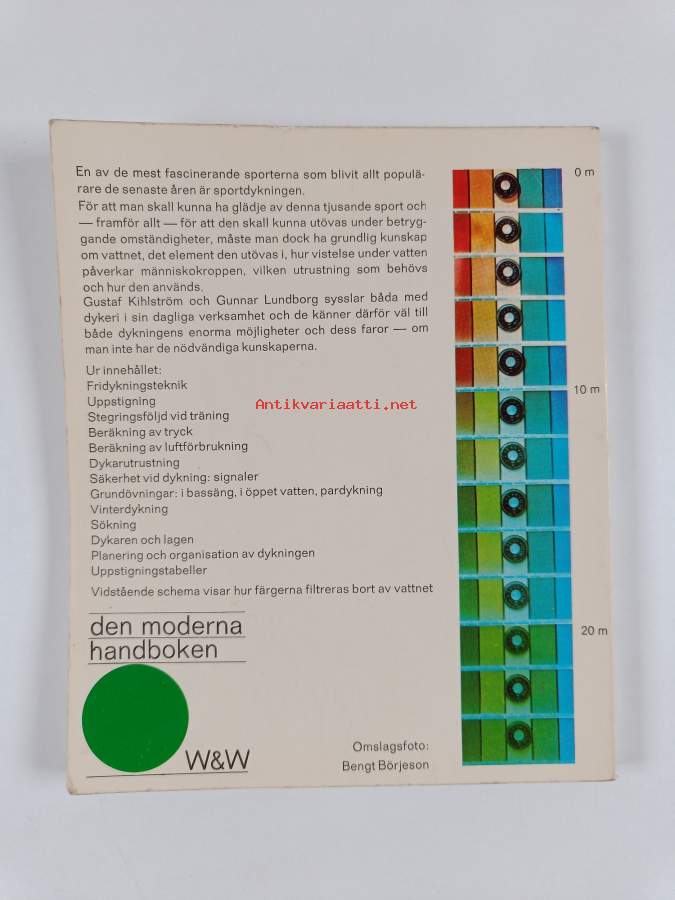 En av de mest fascinerande sporterna som blivit allt populä-
rare de senaste åren är sportdykningen.
För att man skall kunna ha glädje av denna tjusande sport och
— framför allt — för att den skall kunna utövas under betryg-
gande omständigheter, måste man dock ha grundlig kunskap
om vattnet, det element den utövas i, hur vistelse under vatten
påverkar människokroppen, vilken utrustning som behövs
och hur den används.
Gustaf Kihlström och Gunnar Lundborg sysslar båda med
dykeri i sin dagliga verksamhet och de känner därför väl till
både dykningens enorma möjligheter och dess faror — om
man inte har de nödvändiga kunskaperna.
Ur innehållet:
Fridykningsteknik
Uppstigning
Stegringsföljd vid träning
Beräkning av tryck
Beräkning av luftförbrukning
Dykarutrustning
Säkerhet vid dykning: signaler
Grundövningar: i bassäng, i öppet vatten, pardykning
Vinterdykning
Sökning
Dykaren och lagen
Planering och organisation av dykningen
Uppstigningstabeller
Vidstående schema visar hur färgerna filtreras bort av vattnet
den moderna
handboken
W&W
Omslagsfoto:
Bengt Börjeson
0 m
10 m
20 m
Antikvariaatti.net